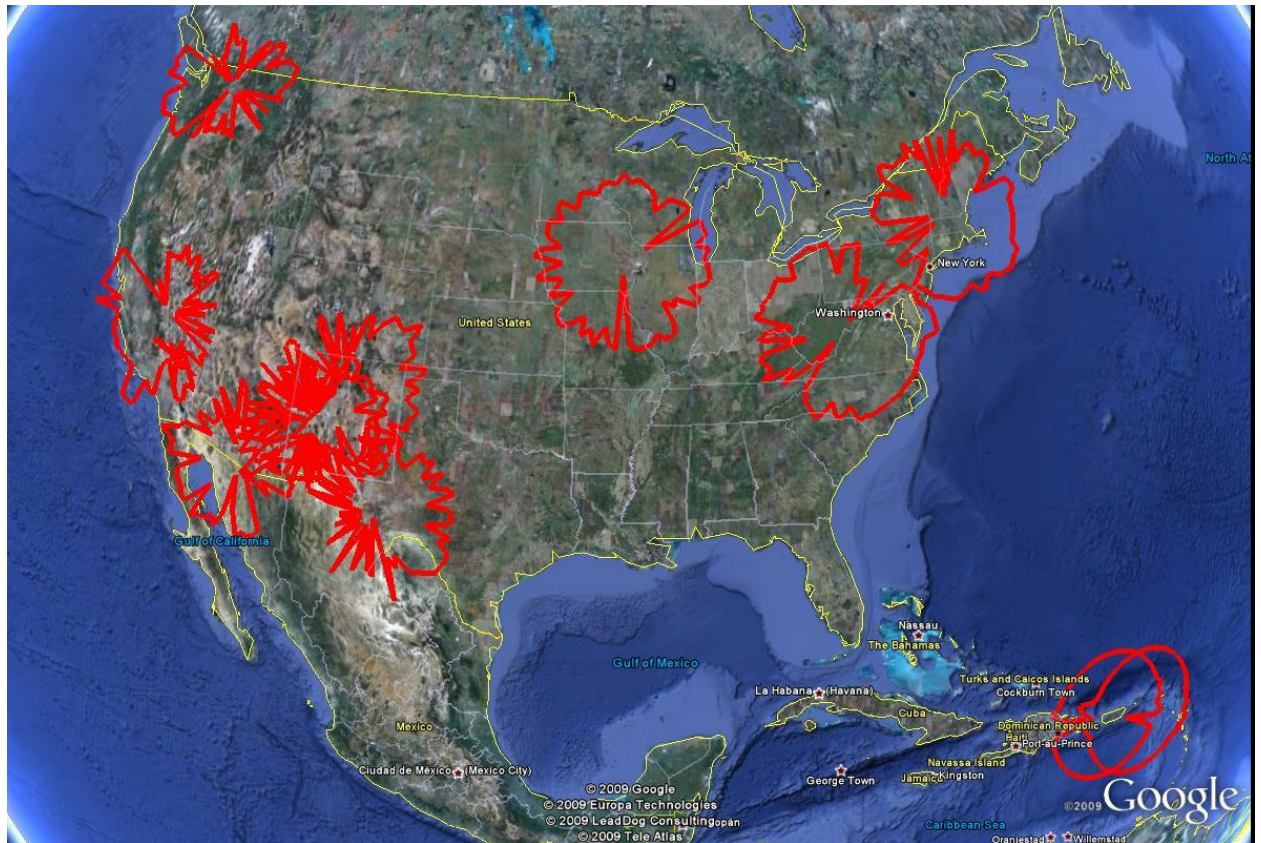 North At
New York
Washington
United States
Gulf of California
Nassau
The Bahamas
Gulf of Mexico
Turks and Caicos Islands
Cockburn Town
La Habana (Havana)
Cuba
Mexico
Dominican Republic
Haiti
Port-au-Prince
Ciudad de México (Mexico City)
Navassa Island
George Town
Jamaica
Kingston
© 2009 Google
© 2009 Europa Technologies
© 2009 LeadDog Consulting
opán
© 2009 Tele Atlas
©2009 Google
Caribbean Sea
Oranjestad
Willemstad